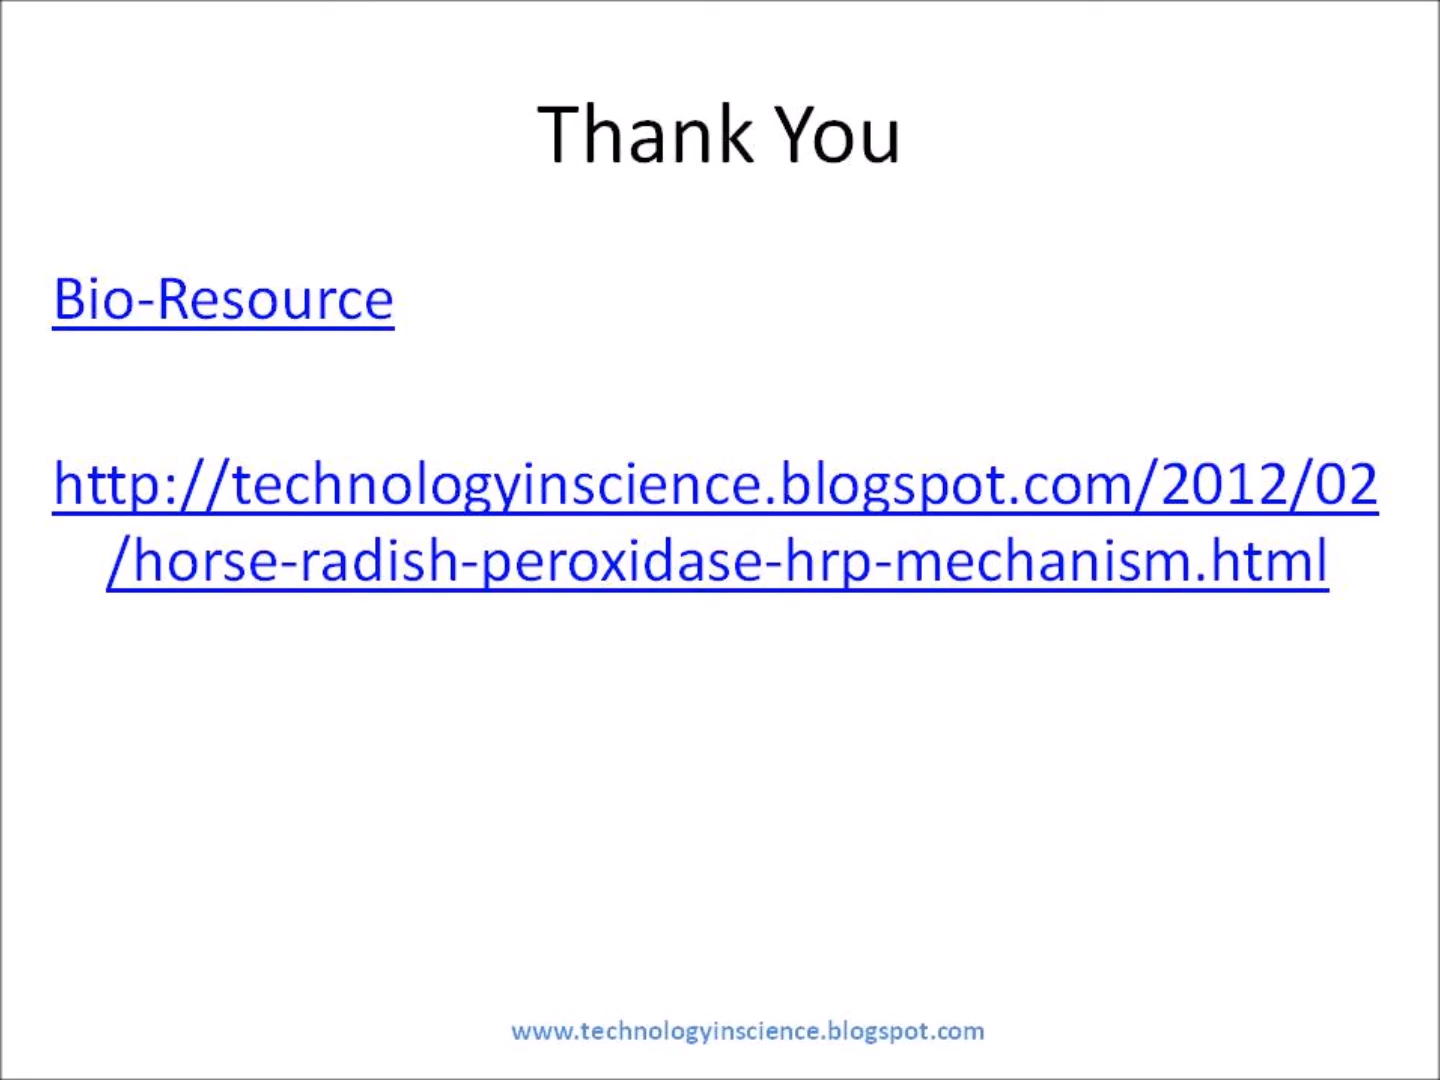 Thank You
Bio-Resource
http://technologyinscience.blogspot.com/2012/02
/horse-radish-peroxidase-hrp-mechanism.html
www.technologyinscience.blogspot.com